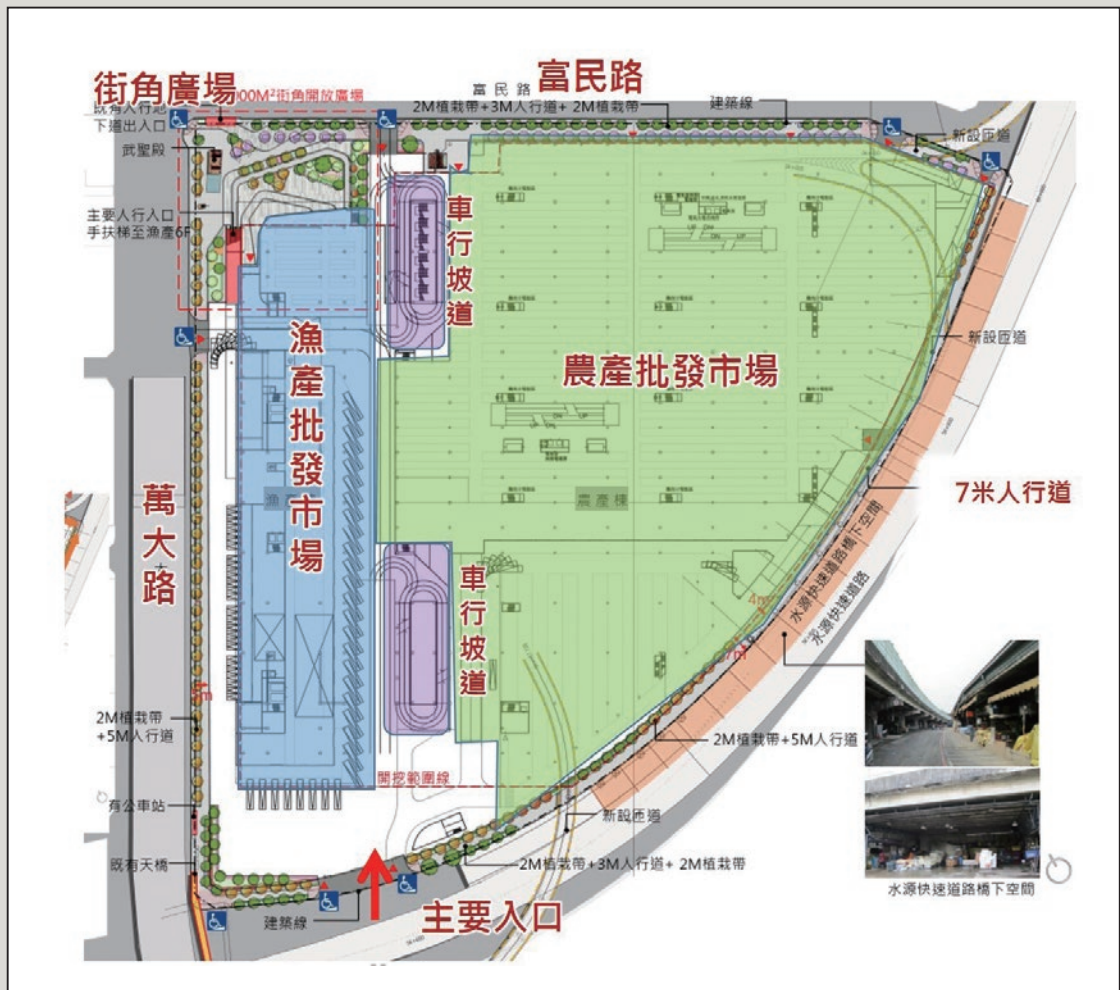 街角廣場
富民路
富民路
000M²街角開放廣場
2M植栽帶+3M人行道+ 2M植栽帶
建築線
既有人行地
下道出入口
新設匝道
武聖殿
主要人行入口
手扶梯至漁產6F
車行坡道
漁產批發市場
農產批發市場
新設匝道
萬大路
農產棟
7米人行道
水源快速道路橋下空間
水源快速道路
車行坡道
4m
7m
2M植栽帶
+5M人行道
2M植栽帶+5M人行道
開挖範圍線
有公車站
新設匝道
既有天橋
2M植栽帶+3M人行道+ 2M植栽帶
水源快速道路橋下空間
主要入口
建築線